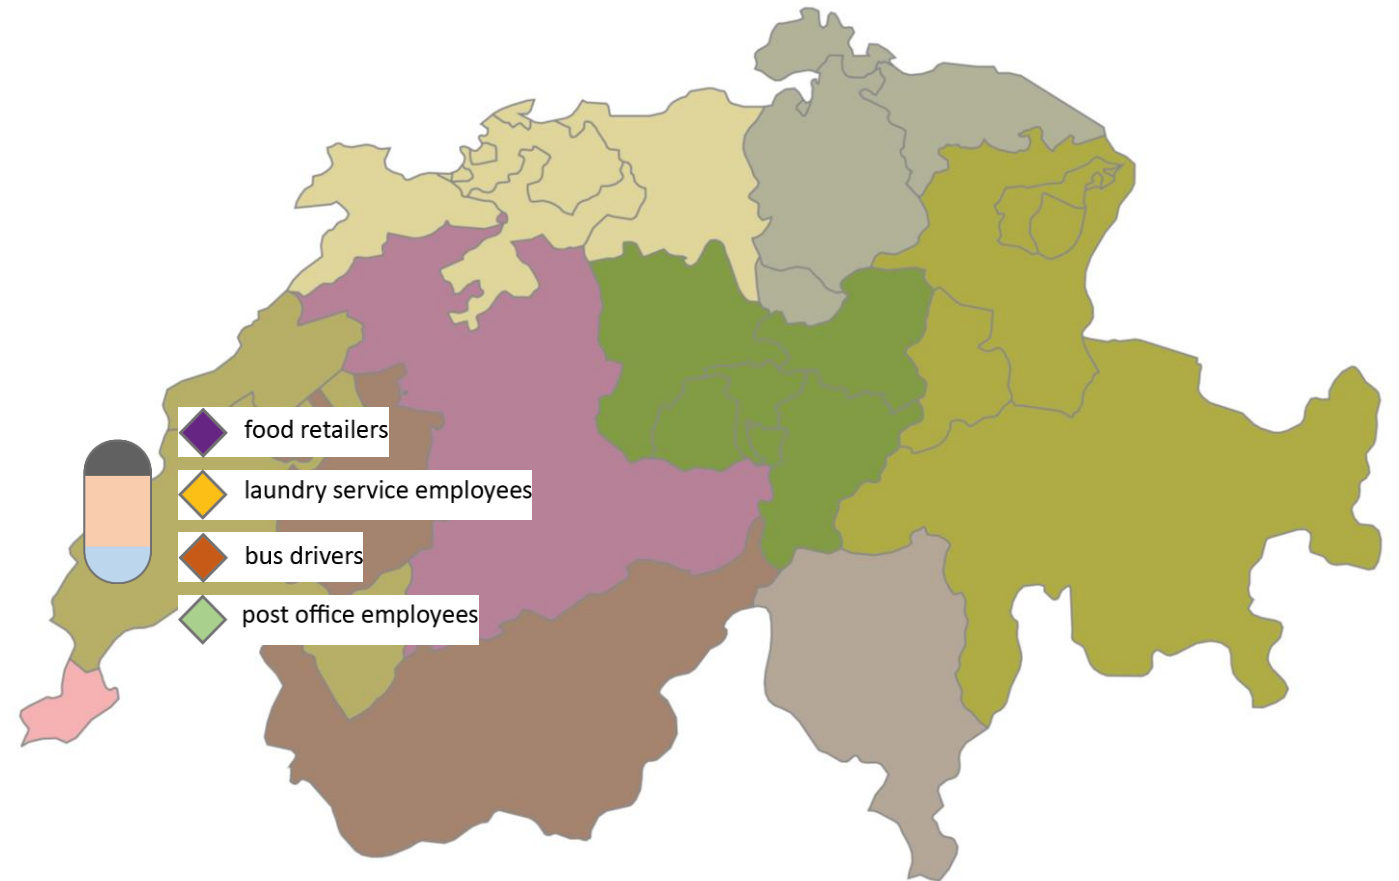 food retailers
laundry service employees
bus drivers
post office employees